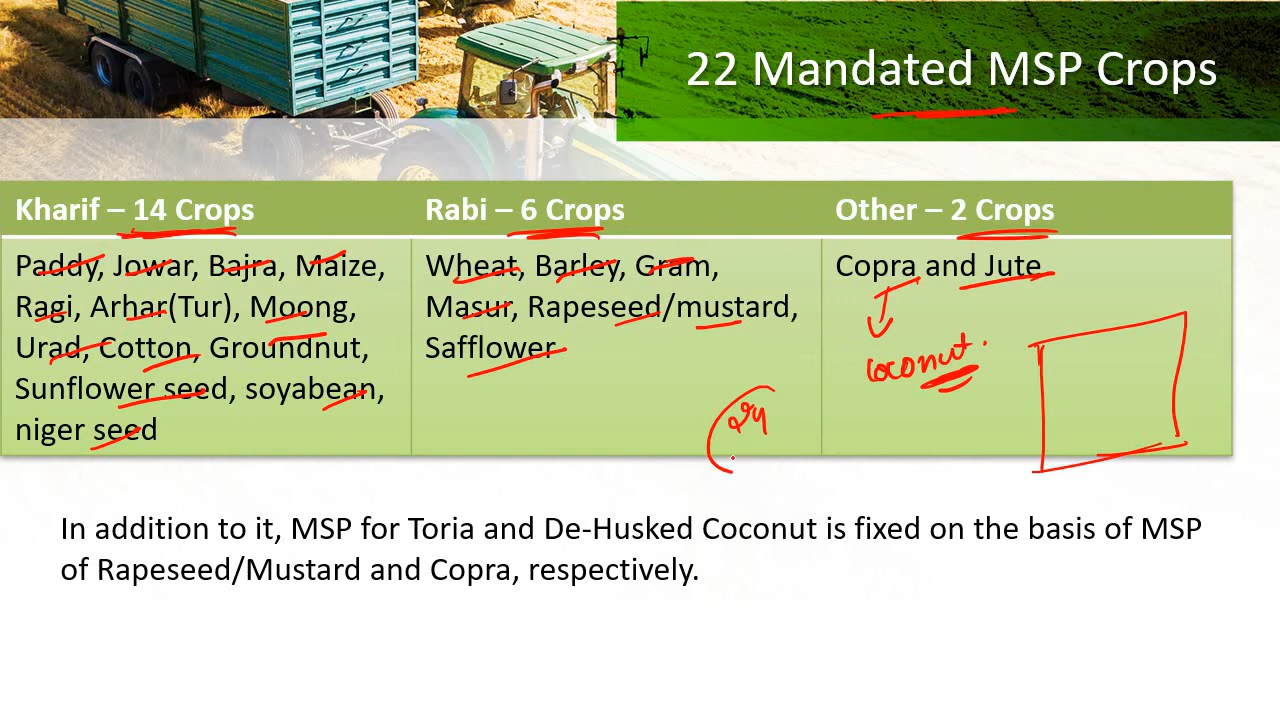 22 Mandated MSP Crops
Kharif – 14 Crops
Rabi – 6 Crops
Other – 2 Crops
Paddy, Jowar, Bajra, Maize,
Ragi, Arhar(Tur), Moong,
Urad, Cotton, Groundnut,
Sunflower seed, soyabean,
niger seed
Wheat, Barley, Gram,
Masur, Rapeseed/mustard,
Safflower
Copra and Jute
coconut.
In addition to it, MSP for Toria and De-Husked Coconut is fixed on the basis of MSP
of Rapeseed/Mustard and Copra, respectively.